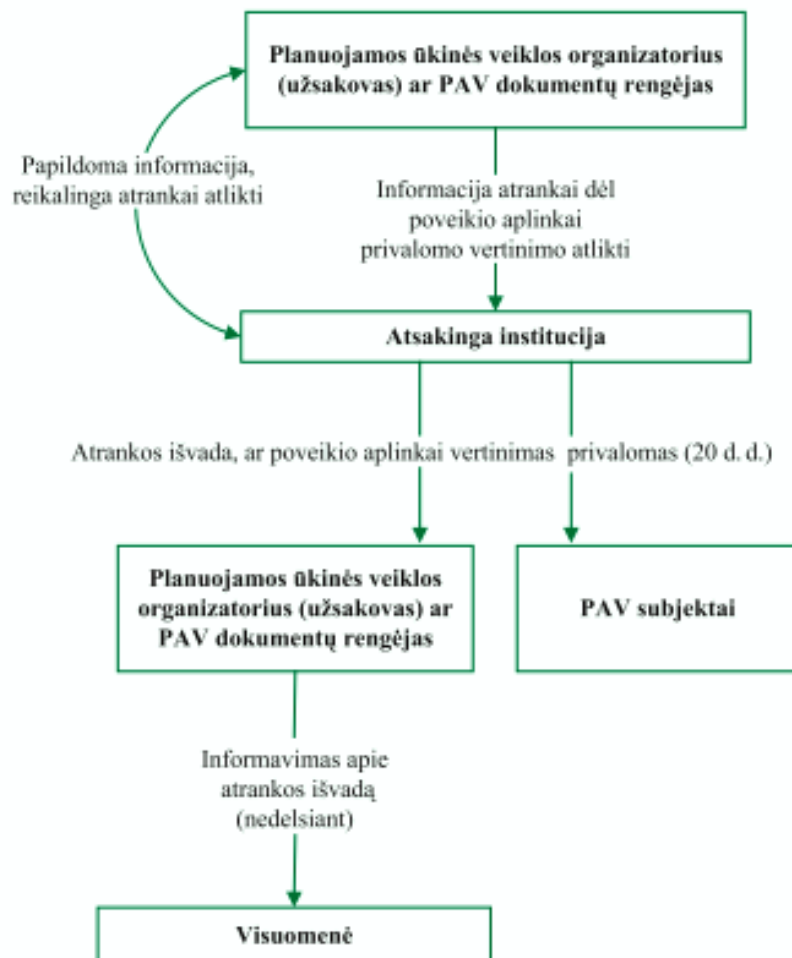 Planuojamos ūkinės veiklos organizatorius
(užsakovas) ar PAV dokumentų rengėjas
Papildoma informacija,
reikalinga atrankai atlikti
Informacija atrankai dėl
poveikio aplinkai
privalomo vertinimo atlikti
Atsakinga institucija
Atrankos išvada, ar poveikio aplinkai vertinimas privalomas (20 d. d.)
Planuojamos ūkinės veiklos
organizatorius (užsakovas) ar
PAV dokumentų rengėjas
PAV subjektai
Informavimas apie
atrankos išvadą
(nedelsiant)
Visuomenė